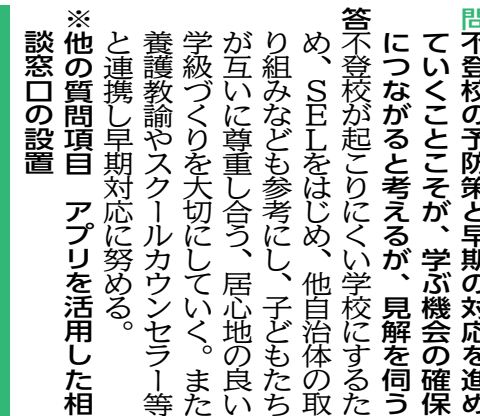 問不登校の予防策と早期の対応を進め
ていくことこそが、学ぶ機会の確保
につながると考えるが、見解を伺う
答不登校が起こりにくい学校にするた
め、SELをはじめ、他自治体の取
り組みなども参考にし、子どもたち
が互いに尊重し合う、居心地の良い
学級づくりを大切にしていく。また
養護教諭やスクールカウンセラー等
と連携し早期対応に努める。
※他の質問項目　アプリを活用した相
談窓口の設置